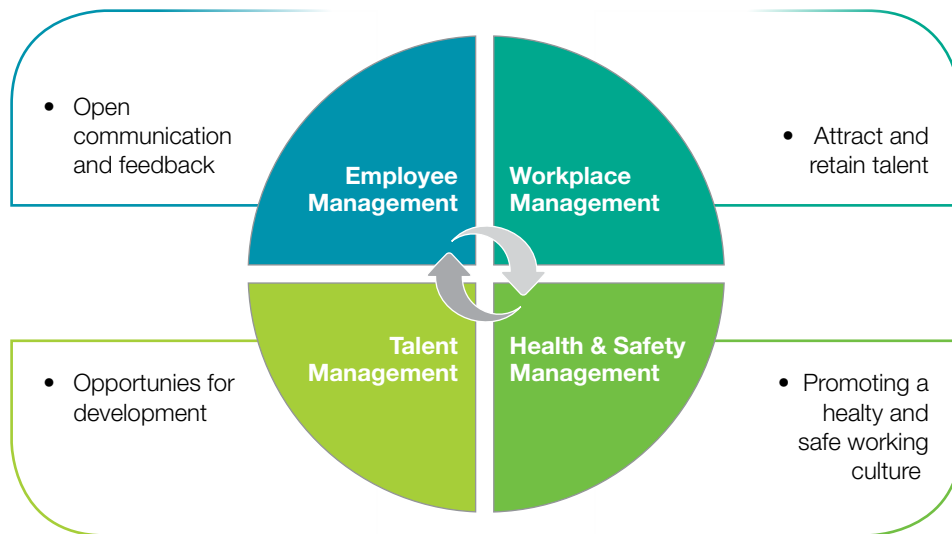 • Open
communication
and feedback
Employee
Management
Workplace
Management
• Attract and
retain talent
• Opportunies for
development
Talent
Management
Health & Safety
Management
• Promoting a
healty and
safe working
culture